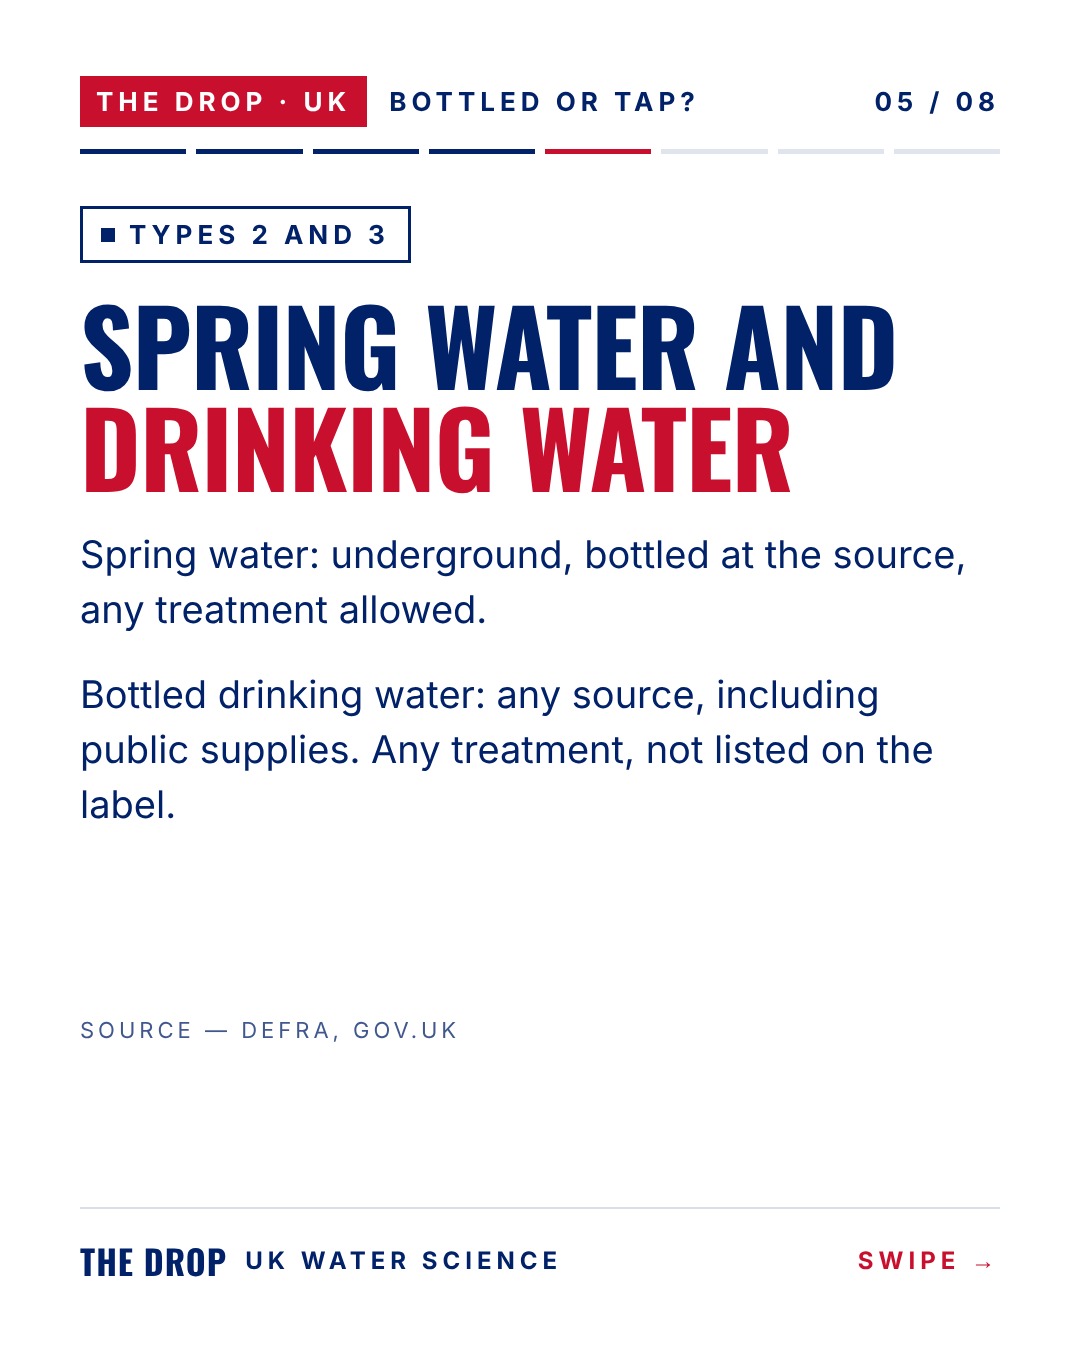 THE DROP · UK BOTTLED OR TAP? 05 / 08
TYPES 2 AND 3
SPRING WATER AND
DRINKING WATER
Spring water: underground, bottled at the source,
any treatment allowed.
Bottled drinking water: any source, including
public supplies. Any treatment, not listed on the
label.
SOURCE — DEFRA, GOV.UK
THE DROP UK WATER SCIENCE SWIPE →